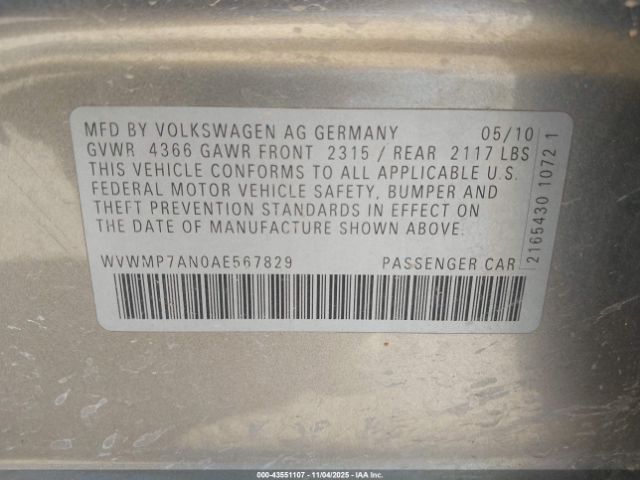 MFD BY VOLKSWAGEN AG GERMANY 05/10
GVWR 4366 GAWR FRONT 2315 / REAR 2117 LBS
THIS VEHICLE CONFORMS TO ALL APPLICABLE U.S.
FEDERAL MOTOR VEHICLE SAFETY, BUMPER AND
THEFT PREVENTION STANDARDS IN EFFECT ON
THE DATE OF MANUFACTURE SHOWN ABOVE.
WVWMP7AN0AE567829 PASSENGER CAR
2165430 1072 1
000-43551107 - 11/04/2025 - IAAI.COM